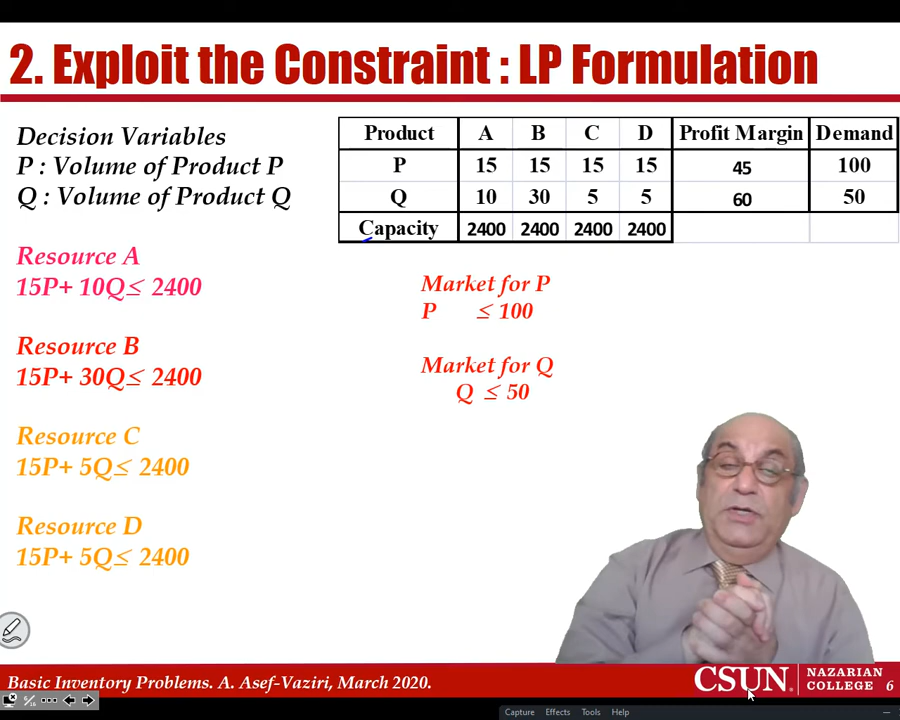 2. Exploit the Constraint : LP Formulation
Decision Variables
P : Volume of Product P
Q : Volume of Product Q
Product A B C D Profit Margin Demand
P 15 15 15 15 45 100
Q 10 30 5 5 60 50
Capacity 2400 2400 2400 2400
Resource A
15P+ 10Q≤ 2400
Resource B
15P+ 30Q≤ 2400
Resource C
15P+ 5Q≤ 2400
Resource D
15P+ 5Q≤ 2400
Market for P
P ≤ 100
Market for Q
Q ≤ 50
Basic Inventory Problems. A. Asef-Vaziri, March 2020.
CSUN. NAZARIAN
COLLEGE 6
6/16
Capture Effects Tools Help